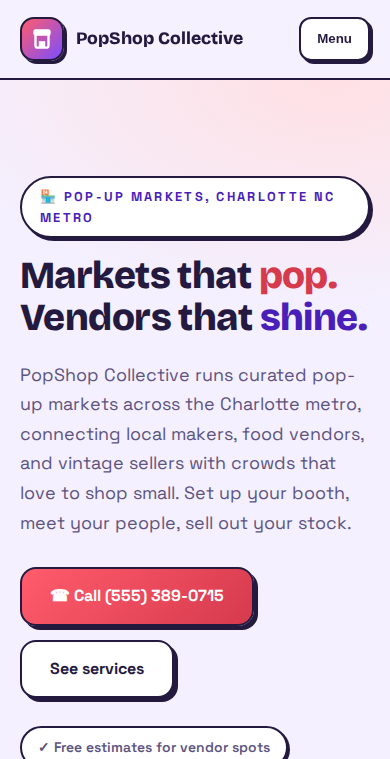 PopShop Collective
Menu
🏪 POP-UP MARKETS, CHARLOTTE NC
METRO
Markets that pop.
Vendors that shine.
PopShop Collective runs curated pop-
up markets across the Charlotte metro,
connecting local makers, food vendors,
and vintage sellers with crowds that
love to shop small. Set up your booth,
meet your people, sell out your stock.
☎ Call (555) 389-0715
See services
✓ Free estimates for vendor spots